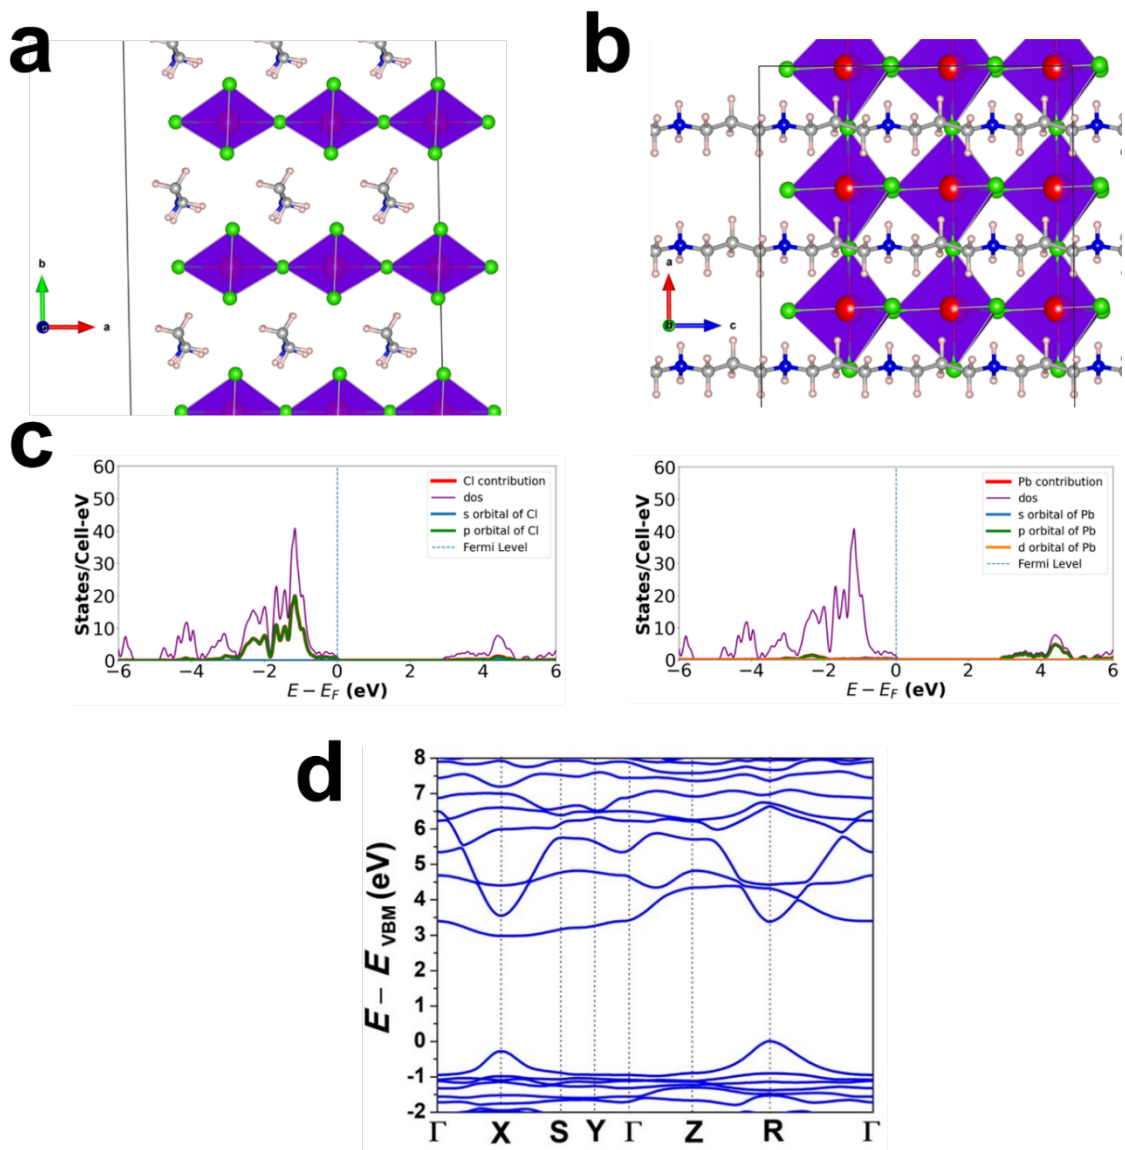 a
b
a
c
b
a
b
c
c
60
50
40
30
20
10
0
States/Cell-eV
−6
−4
−2
0
2
4
6
E − E_F (eV)
Cl contribution
dos
s orbital of Cl
p orbital of Cl
Fermi Level
60
50
40
30
20
10
0
States/Cell-eV
−6
−4
−2
0
2
4
6
E − E_F (eV)
Pb contribution
dos
s orbital of Pb
p orbital of Pb
d orbital of Pb
Fermi Level
d
8
7
6
5
4
3
2
1
0
-1
-2
E − E VBM (eV)
Γ X S Y Γ Z R Γ